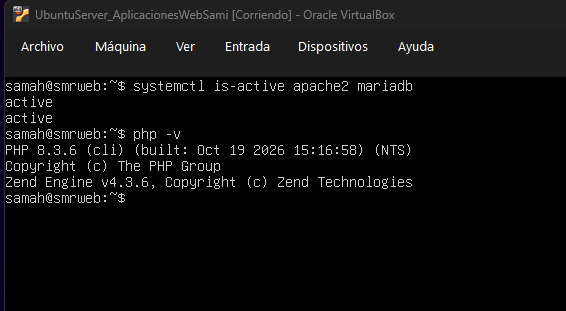 UbuntuServer_AplicacionesWebSami [Corriendo] - Oracle VirtualBox
Archivo Máquina Ver Entrada Dispositivos Ayuda
samah@smrweb:~$ systemctl is-active apache2 mariadb
active
active
samah@smrweb:~$ php -v
PHP 8.3.6 (cli) (built: Oct 19 2026 15:16:58) (NTS)
Copyright (c) The PHP Group
Zend Engine v4.3.6, Copyright (c) Zend Technologies
samah@smrweb:~$